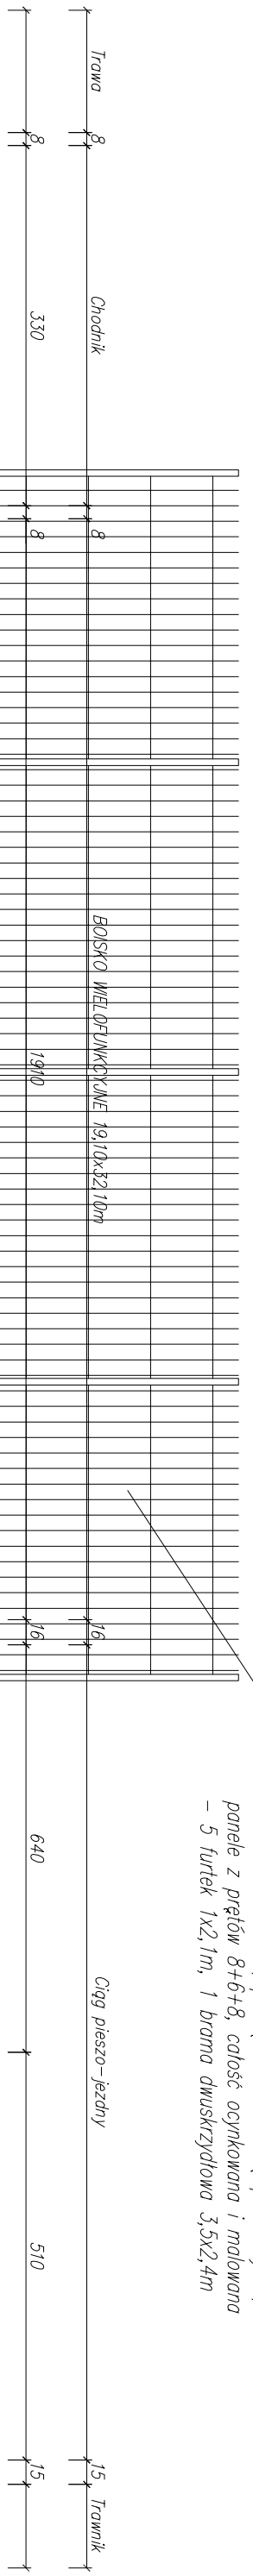 panele z prętów 8+6+8, całość ocynkowana i malowana
- 5 furtek 1x2,1m, 1 brama dwuskrzydłowa 3,5x2,4m
Trawa 8 Chodnik 8 BOISKO WIELOFUNKCYJNE 19,10x32,10m 16 Ciąg pieszo-jezdny 15 Trawnik
8 330 8 1910 16 640 510 15